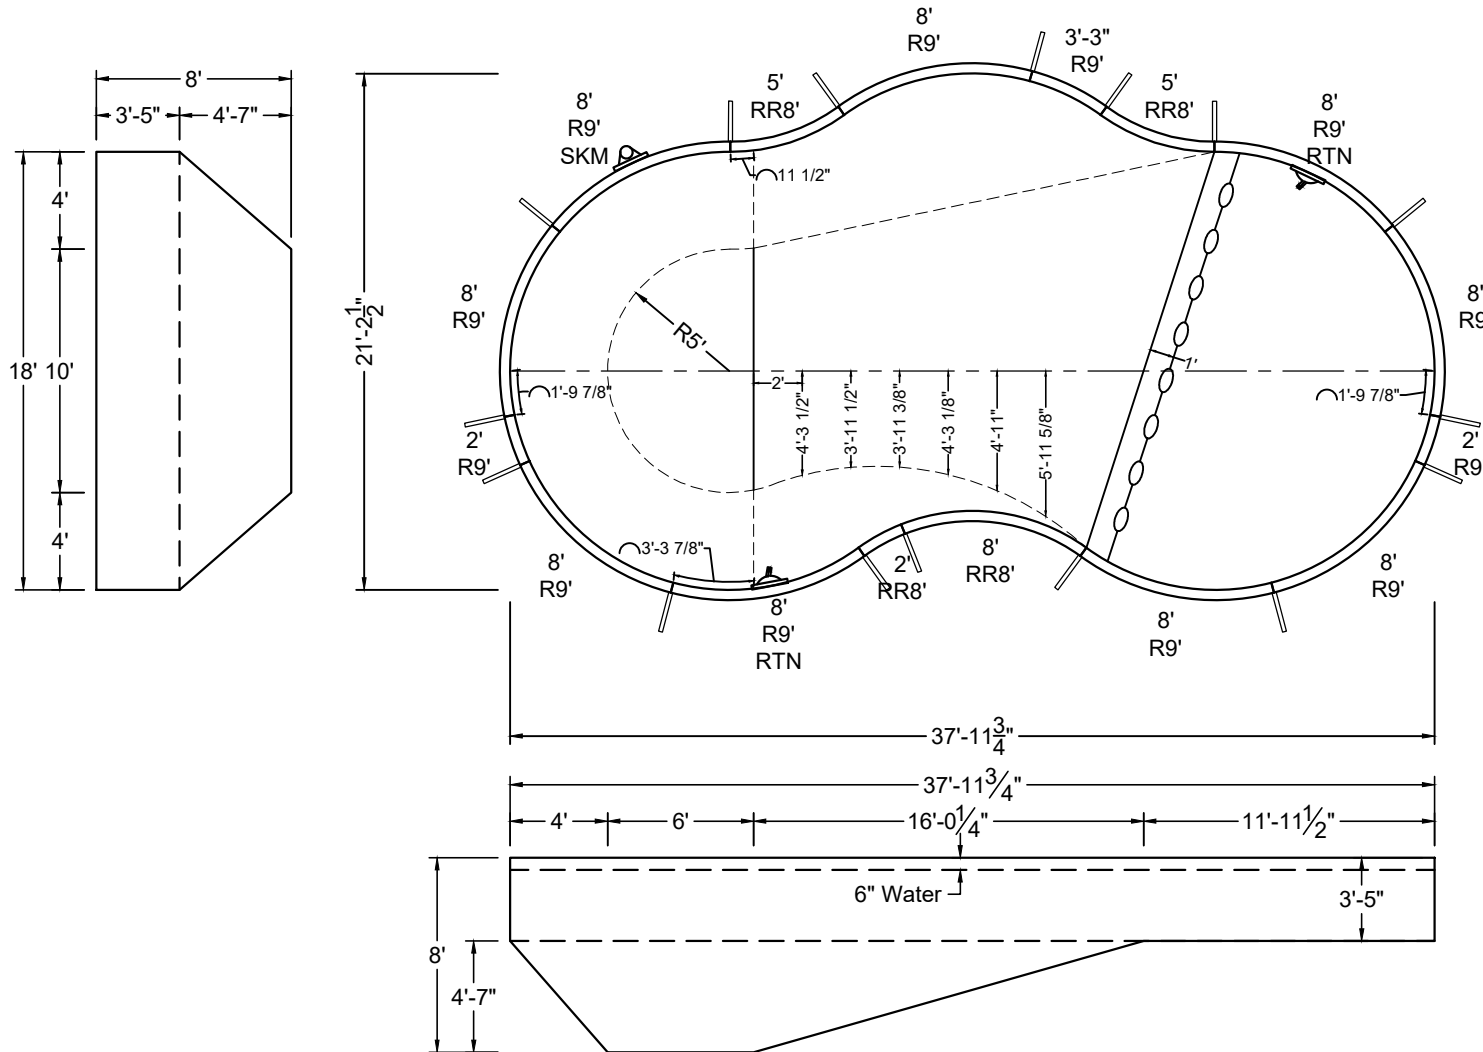 8'
R9'
3'-3"
R9'
5'
RR8'
5'
RR8'
8'
R9'
SKM
8'
R9'
RTN
8'
3'-5"
4'-7"
4'
18'
10'
4'
21'-2 1/2"
11 1/2"
8'
R9'
8'
R9
R5'
1'
2'
1'-9 7/8"
1'-9 7/8"
4'-3 1/2"
3'-11 1/2"
3'-11 3/8"
4'-3 1/8"
4'-11"
5'-11 5/8"
2'
R9'
2'
R9
3'-3 7/8"
8'
R9'
8'
R9'
RTN
2'
RR8'
8'
RR8'
8'
R9'
8'
R9'
37'-11 3/4"
37'-11 3/4"
4'
6'
16'-0 1/4"
11'-11 1/2"
6" Water
3'-5"
8'
4'-7"